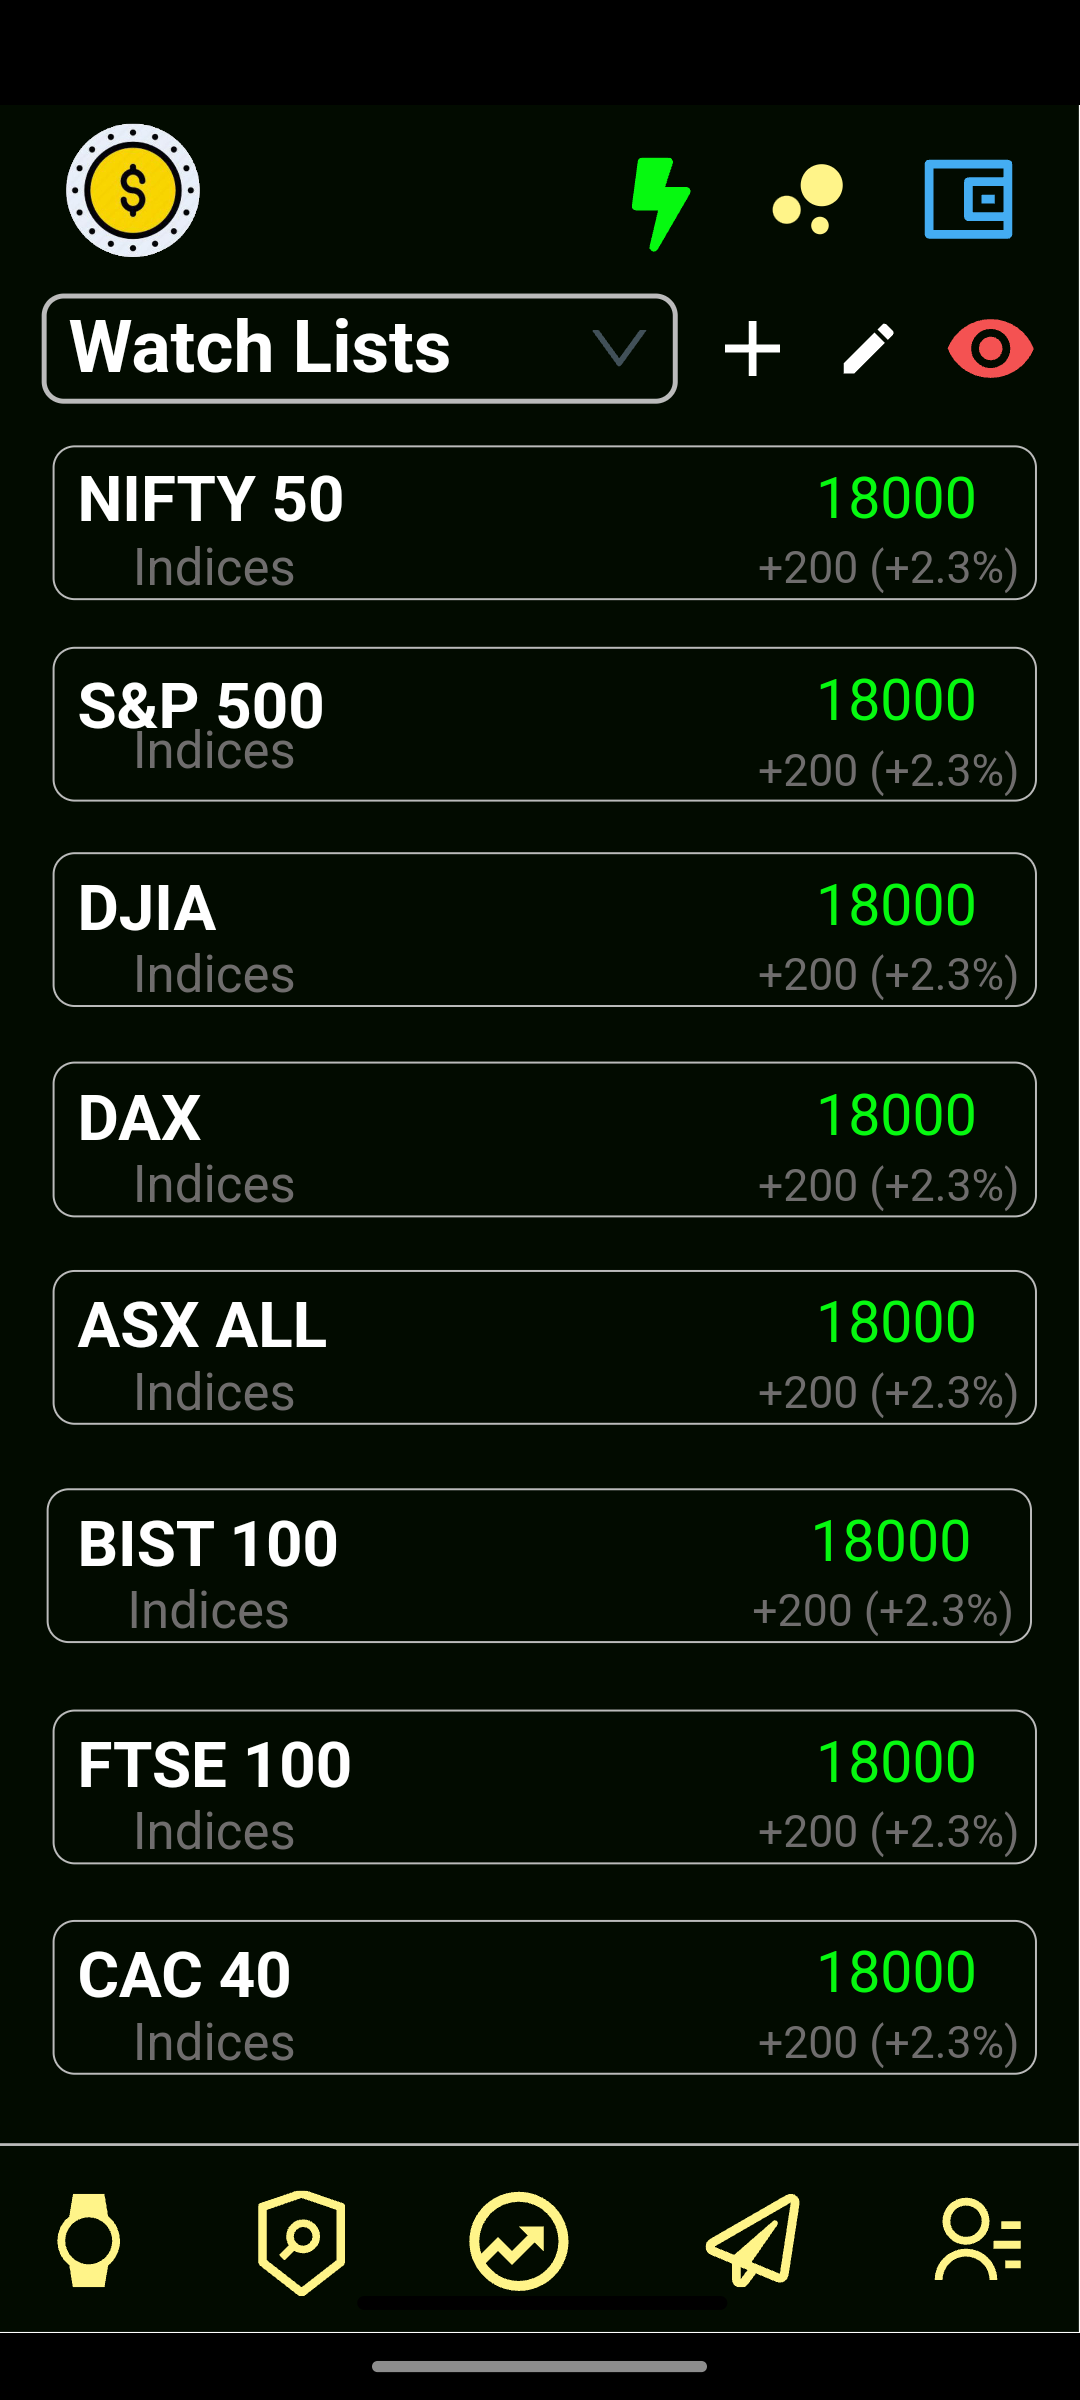 $
Watch Lists
NIFTY 50 18000
Indices +200 (+2.3%)
S&P 500 18000
Indices +200 (+2.3%)
DJIA 18000
Indices +200 (+2.3%)
DAX 18000
Indices +200 (+2.3%)
ASX ALL 18000
Indices +200 (+2.3%)
BIST 100 18000
Indices +200 (+2.3%)
FTSE 100 18000
Indices +200 (+2.3%)
CAC 40 18000
Indices +200 (+2.3%)